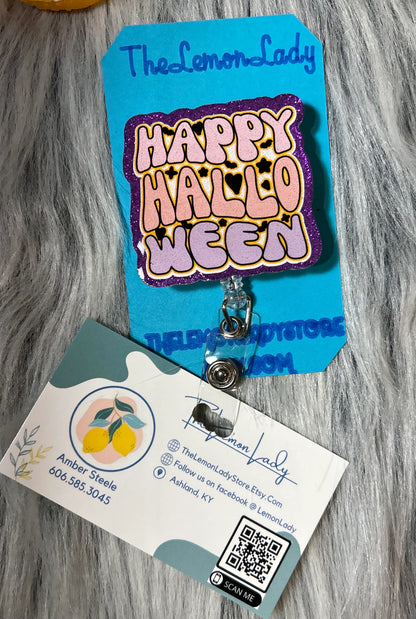 TheLemonLady
HAPPY
HALLO
WEEN
THELEMONLADYSTORE
.COM
TheLemonLady
TheLemonLadyStore.Etsy.Com
Follow us on facebook @ LemonLady
Ashland, KY
Amber Steele
606.585.3045
SCAN ME